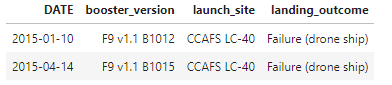 DATE booster_version launch_site landing_outcome
2015-01-10 F9 v1.1 B1012 CCAFS LC-40 Failure (drone ship)
2015-04-14 F9 v1.1 B1015 CCAFS LC-40 Failure (drone ship)